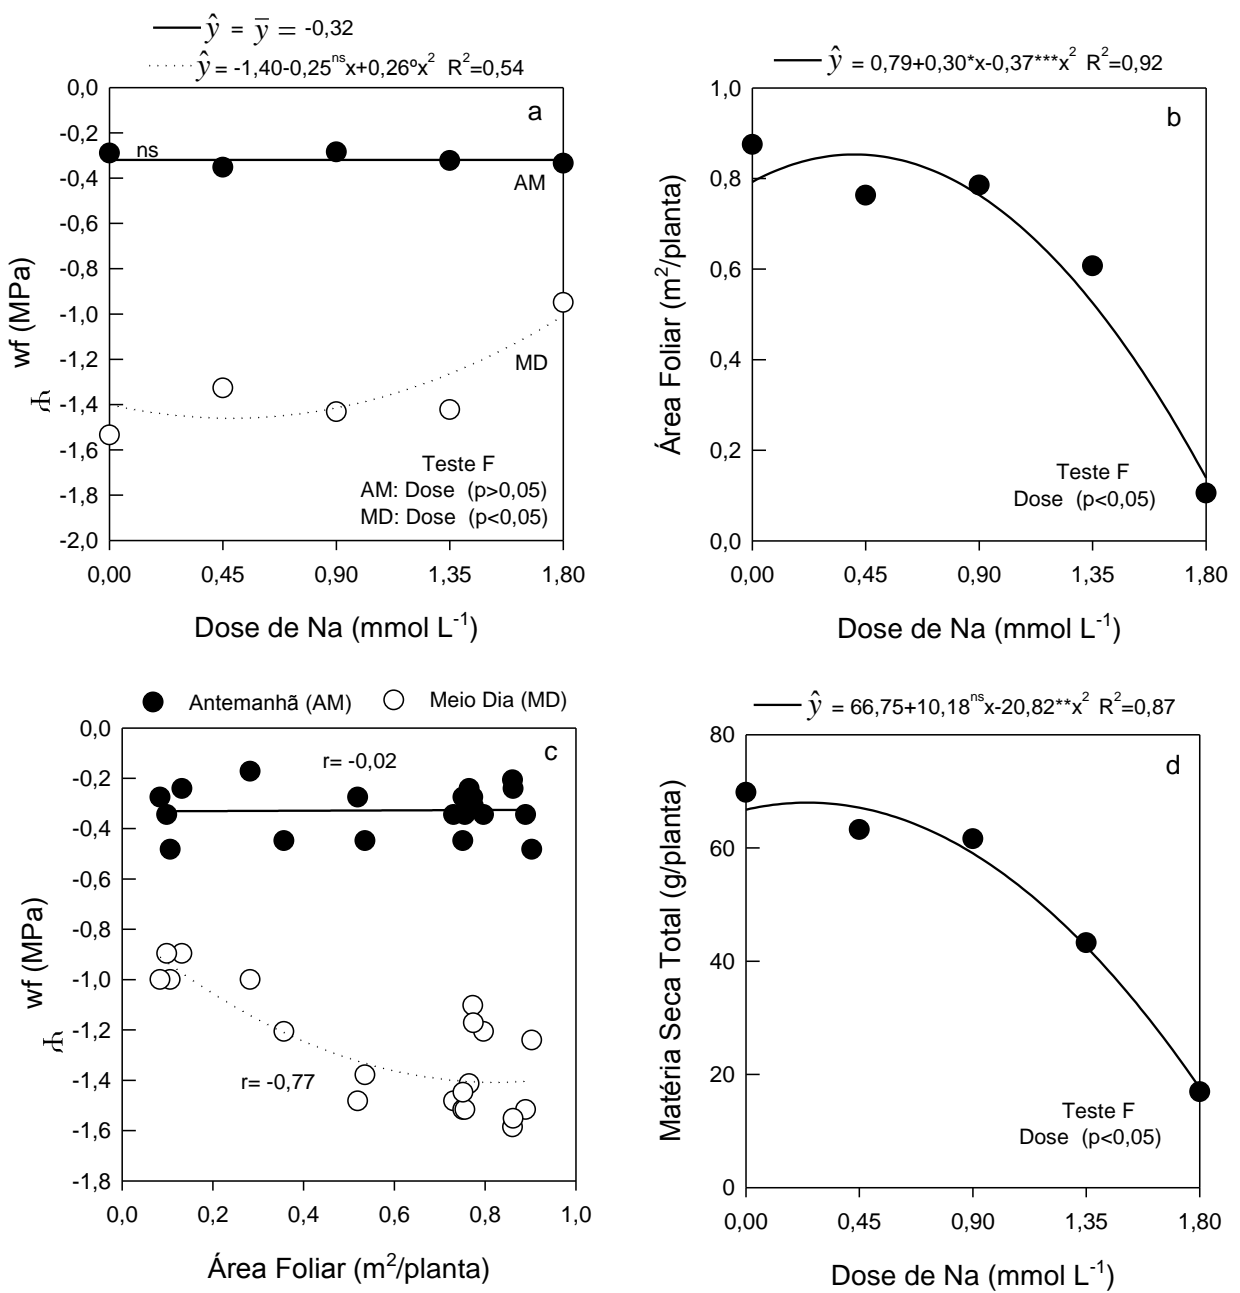 ŷ = y̅ = -0,32
ŷ = -1,40-0,25ⁿˢx+0,26ºx² R²=0,54
0,0
-0,2
-0,4
-0,6
-0,8
-1,0
-1,2
-1,4
-1,6
-1,8
-2,0
a
ns
AM
MD
Teste F
AM: Dose (p>0,05)
MD: Dose (p<0,05)
Ψwf (MPa)
0,00 0,45 0,90 1,35 1,80
Dose de Na (mmol L⁻¹)
ŷ = 0,79+0,30*x-0,37***x² R²=0,92
1,0
0,8
0,6
0,4
0,2
0,0
b
Teste F
Dose (p<0,05)
Área Foliar (m²/planta)
0,00 0,45 0,90 1,35 1,80
Dose de Na (mmol L⁻¹)
Antemanhã (AM) Meio Dia (MD)
0,0
-0,2
-0,4
-0,6
-0,8
-1,0
-1,2
-1,4
-1,6
-1,8
c
r= -0,02
r= -0,77
Ψwf (MPa)
0,0 0,2 0,4 0,6 0,8 1,0
Área Foliar (m²/planta)
ŷ = 66,75+10,18ⁿˢx-20,82**x² R²=0,87
80
60
40
20
0
d
Teste F
Dose (p<0,05)
Matéria Seca Total (g/planta)
0,00 0,45 0,90 1,35 1,80
Dose de Na (mmol L⁻¹)